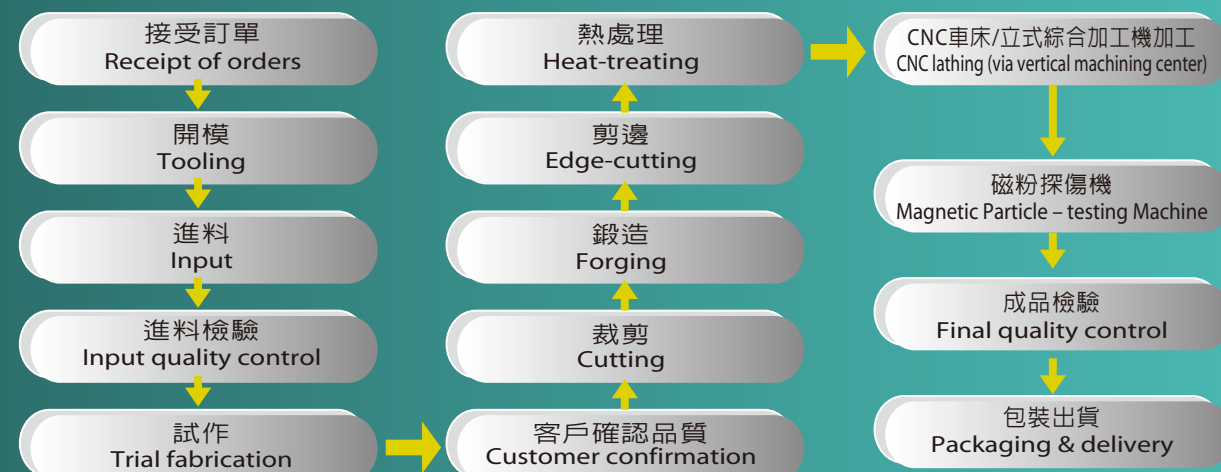 接受訂單
Receipt of orders
開模
Tooling
進料
Input
進料檢驗
Input quality control
試作
Trial fabrication
客戶確認品質
Customer confirmation
裁剪
Cutting
鍛造
Forging
剪邊
Edge-cutting
熱處理
Heat-treating
CNC車床/立式綜合加工機加工
CNC lathing (via vertical machining center)
磁粉探傷機
Magnetic Particle – testing Machine
成品檢驗
Final quality control
包裝出貨
Packaging & delivery